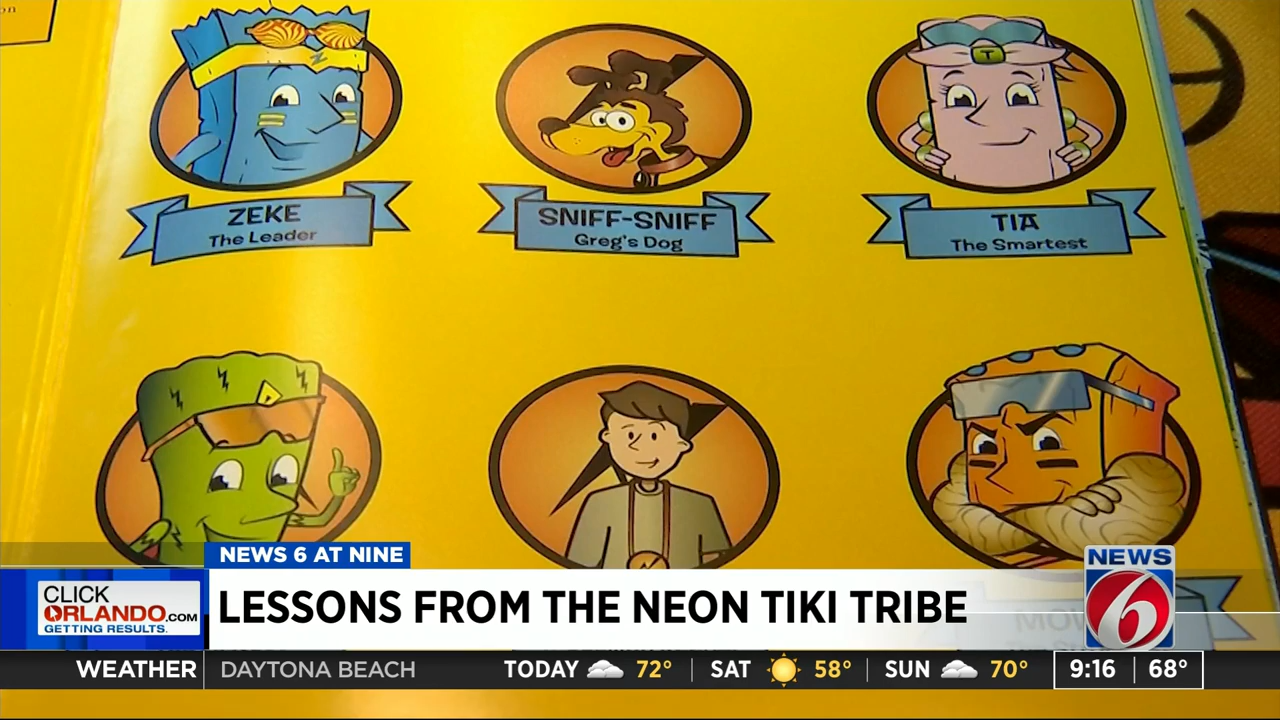 on
Z
T
ZEKE
The Leader
SNIFF-SNIFF
Greg's Dog
TIA
The Smartest
NEWS 6 AT NINE
CLICK
ORLANDO.COM
GETTING RESULTS.
LESSONS FROM THE NEON TIKI TRIBE
NEWS
6
WEATHER
DAYTONA BEACH
TODAY 72° SAT 58° SUN 70°
9:16 68°